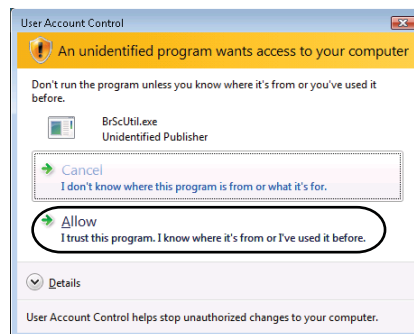 User Account Control
An unidentified program wants access to your computer
Don't run the program unless you know where it's from or you've used it
before.
BrScUtil.exe
Unidentified Publisher
Cancel
I don't know where this program is from or what it's for.
Allow
I trust this program. I know where it's from or I've used it before.
Details
User Account Control helps stop unauthorized changes to your computer.